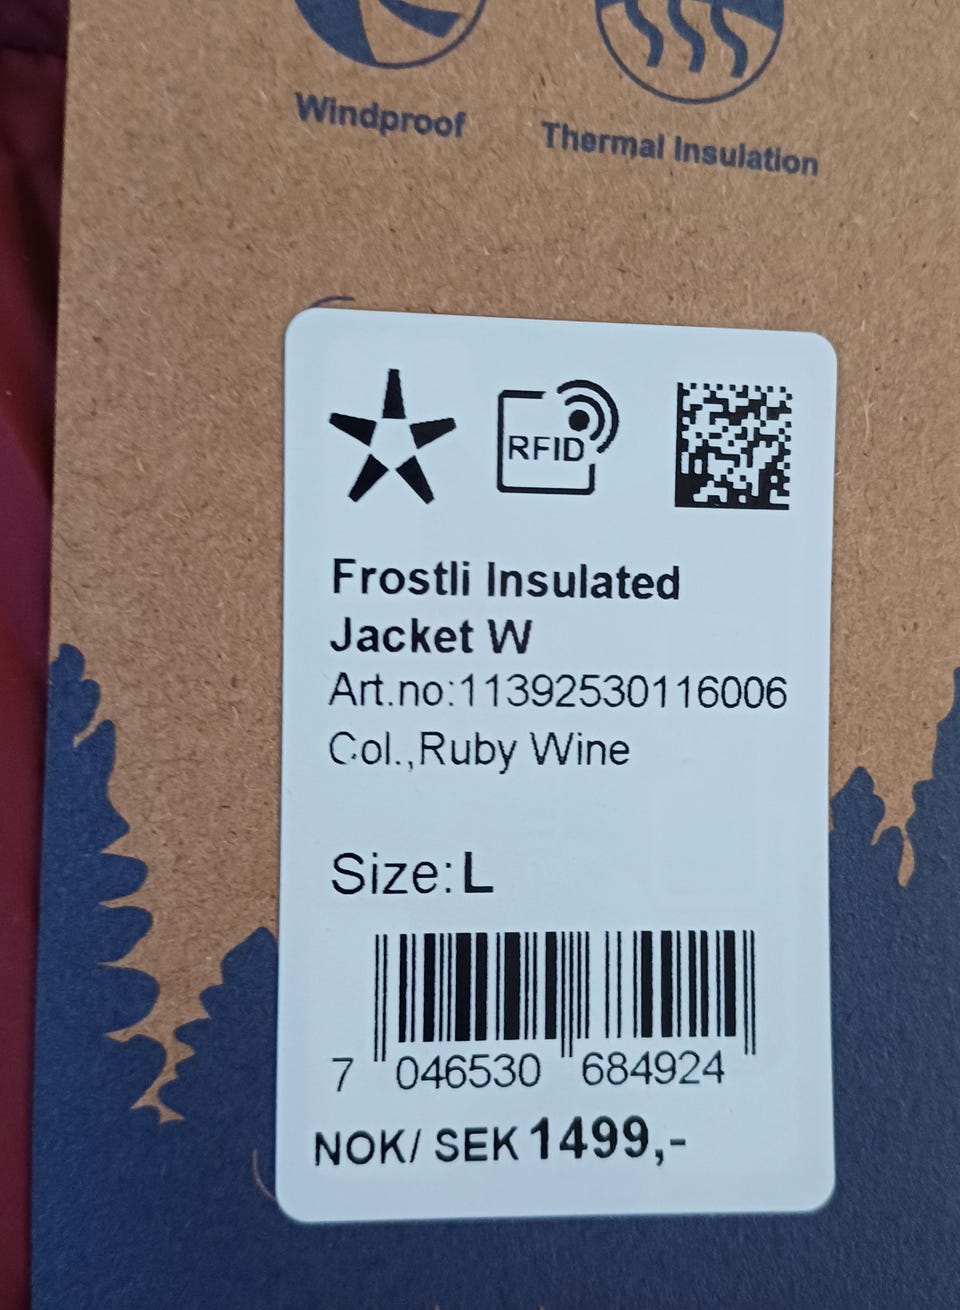 Windproof
Thermal Insulation
RFID
Frostli Insulated
Jacket W
Art.no:11392530116006
Col.,Ruby Wine
Size:L
7 046530 684924
NOK/ SEK 1499,-